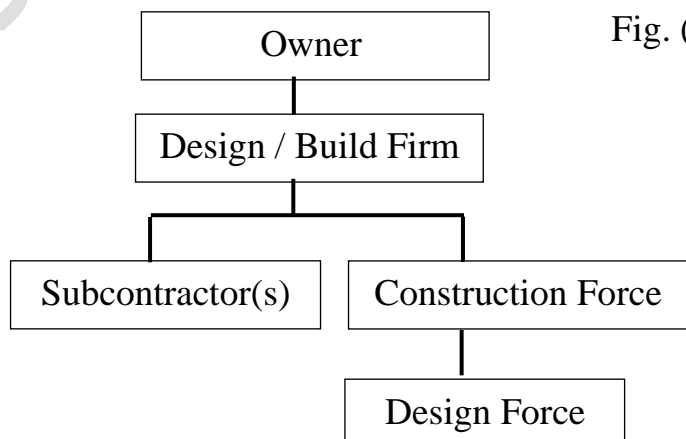 Owner
Fig. (
Design / Build Firm
Subcontractor(s)
Construction Force
Design Force